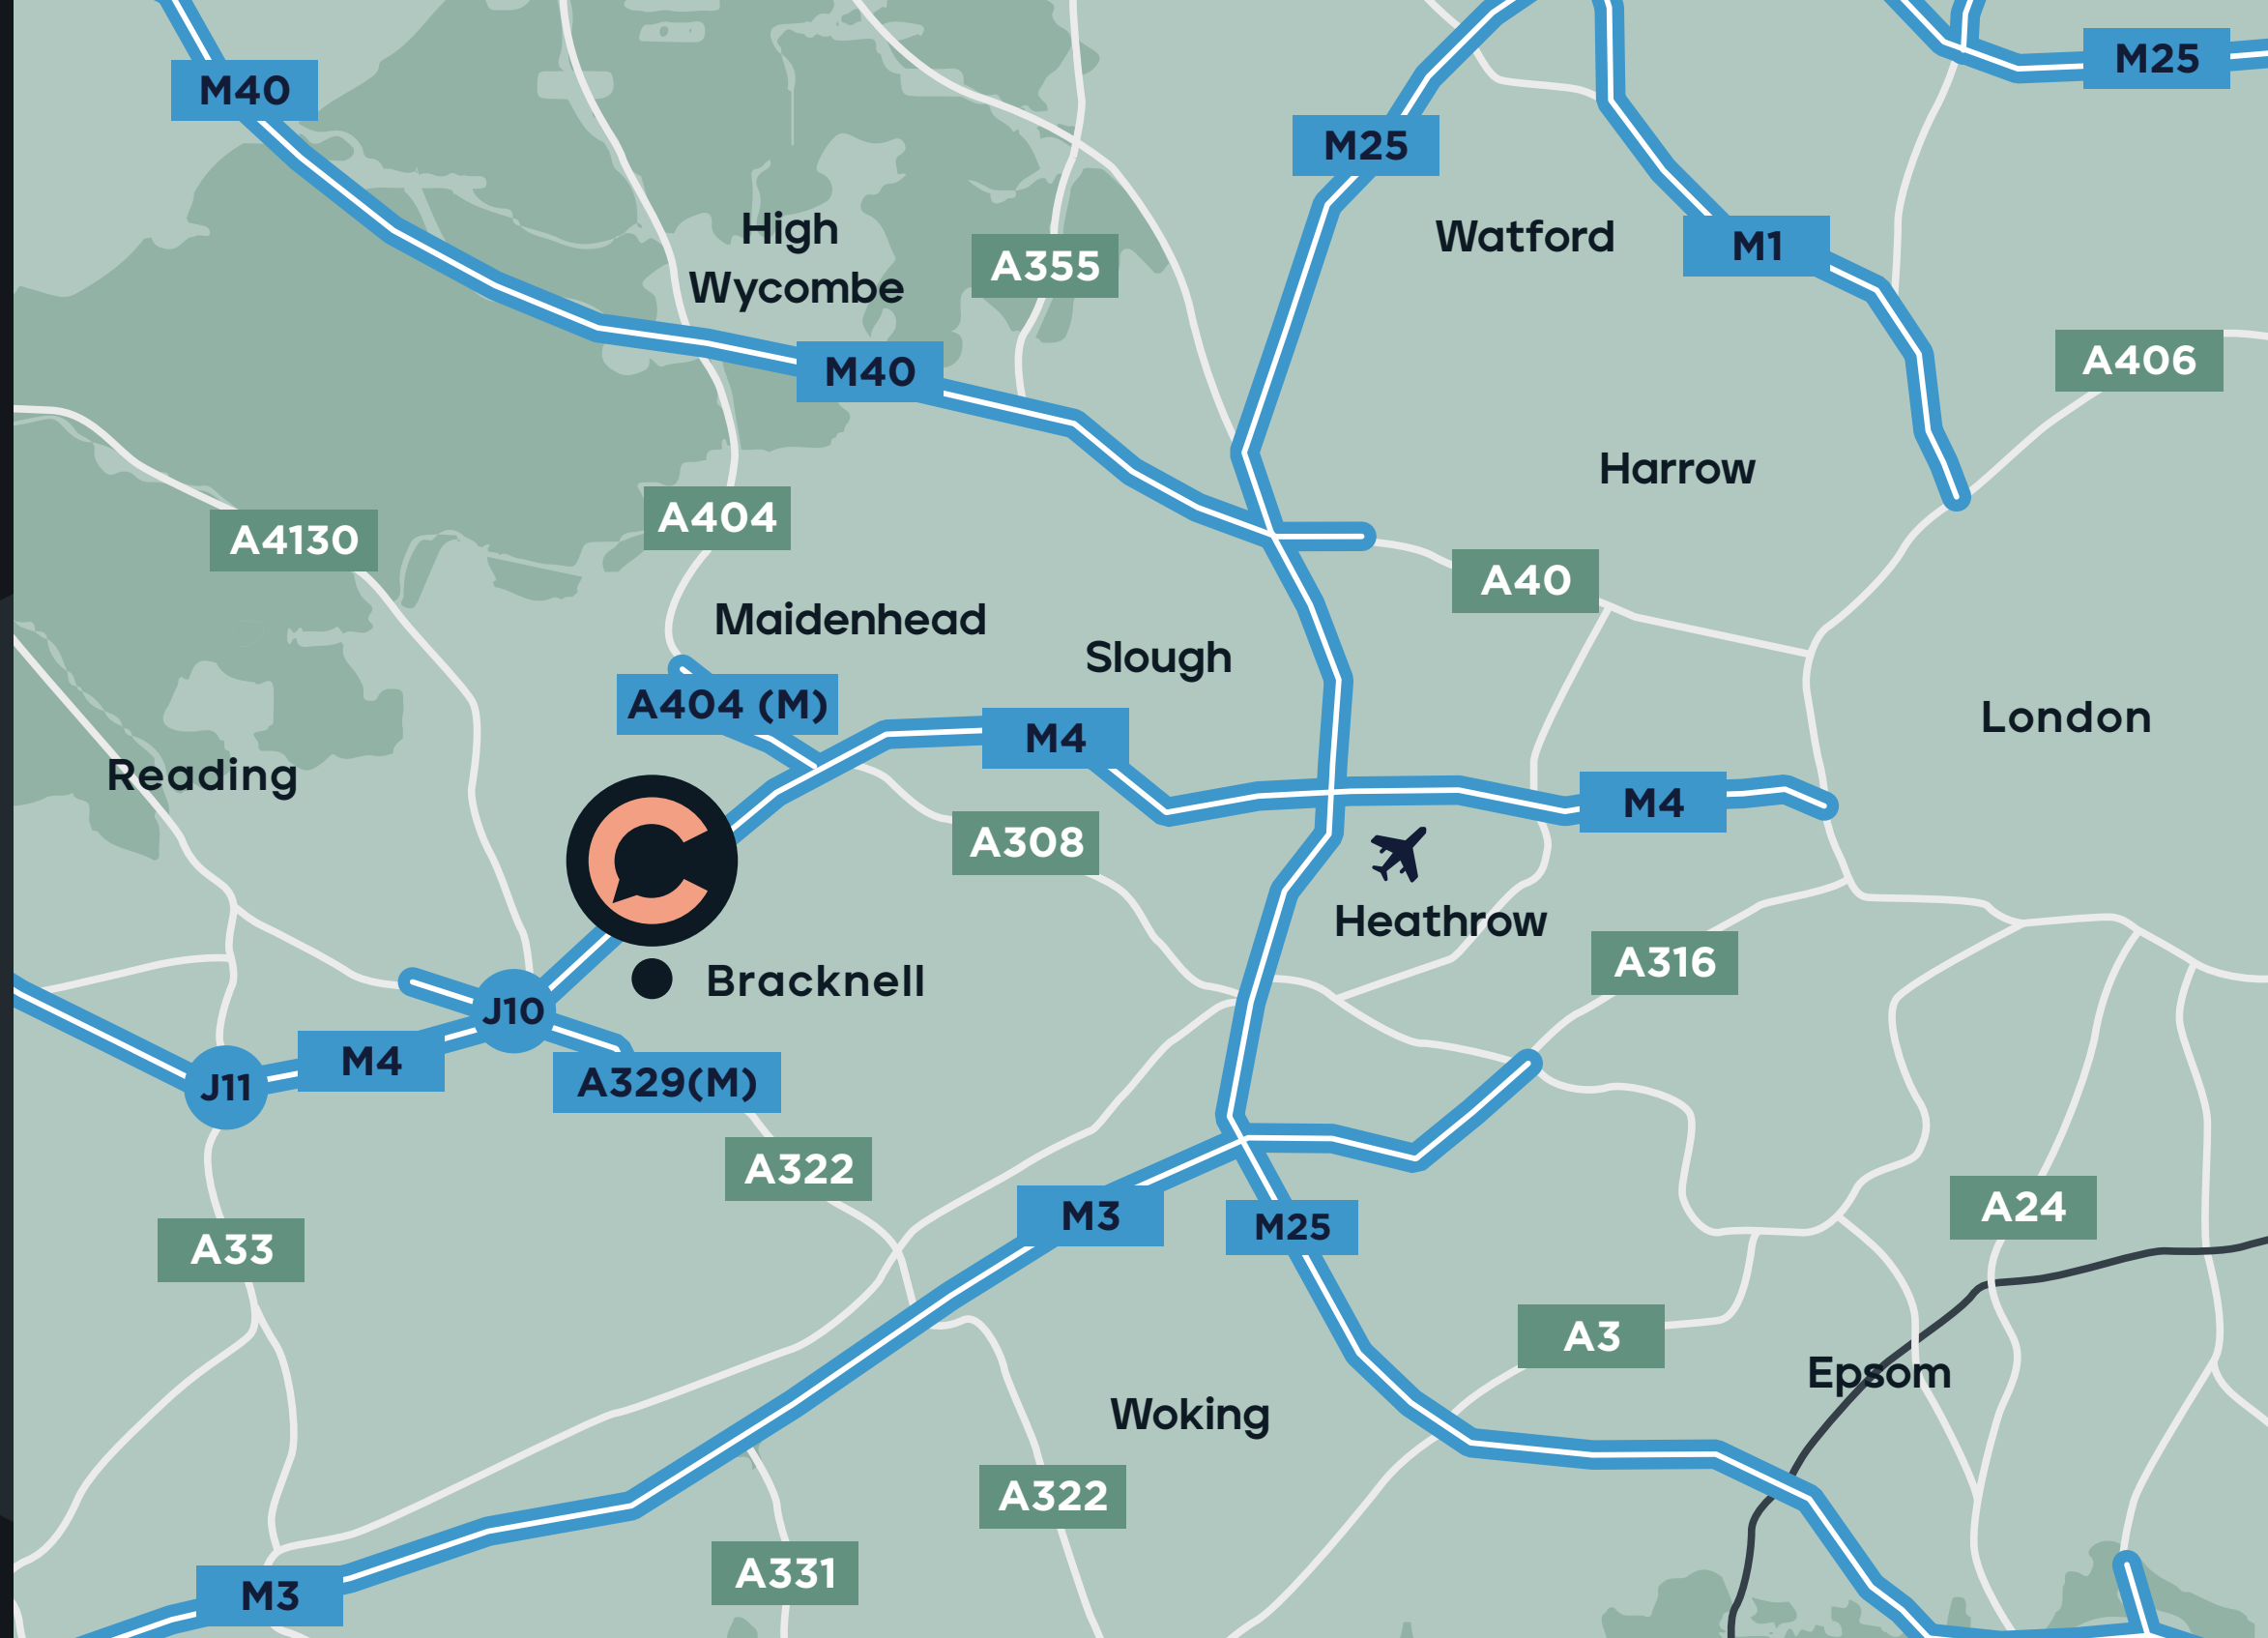 M25
M40
M25
High
Wycombe
Watford
M1
A355
A406
M40
Harrow
A404
A4130
A40
Maidenhead
Slough
A404 (M)
London
M4
Reading
M4
A308
Heathrow
A316
Bracknell
J10
M4
A329(M)
J11
A322
A24
M3
M25
A33
A3
Epsom
Woking
A322
A331
M3